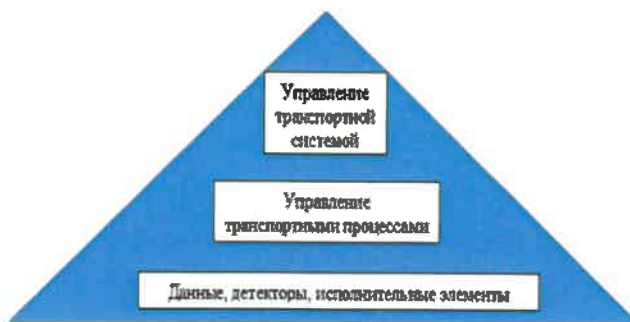 Управление
транспортной
системой
Управление
транспортными процессами
Данные, детекторы, исполнительные элементы